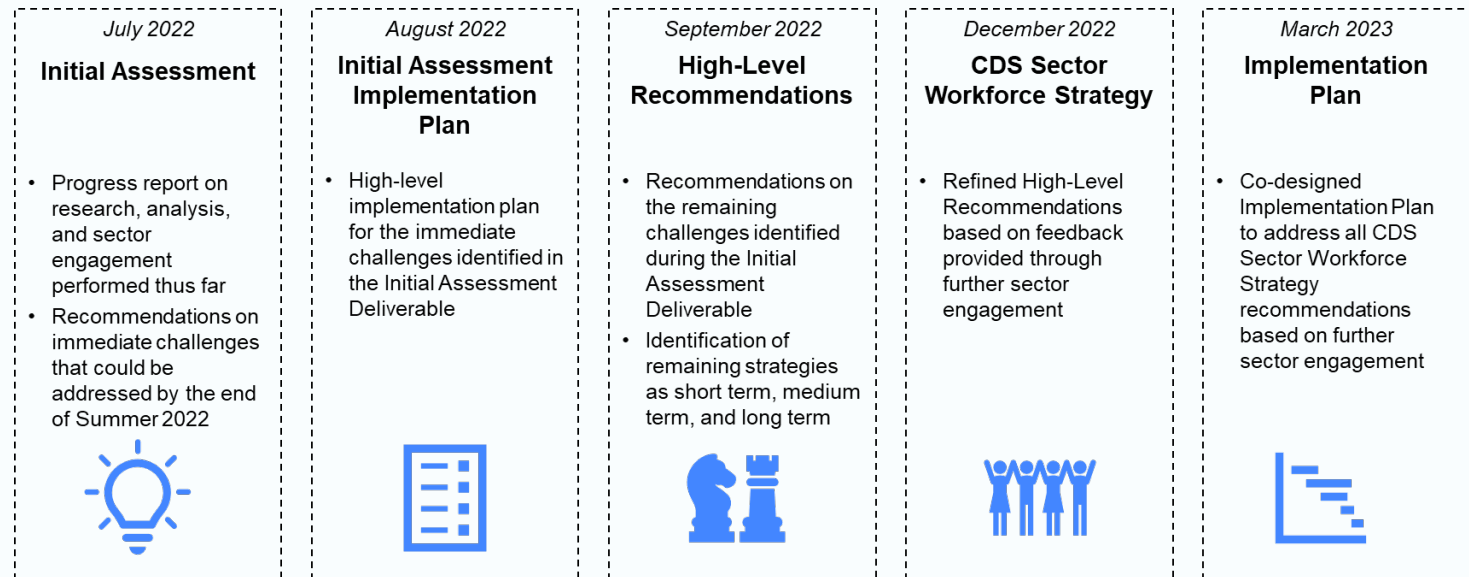 July 2022
Initial Assessment
• Progress report on
research, analysis,
and sector
engagement
performed thus far
• Recommendations on
immediate challenges
that could be
addressed by the end
of Summer 2022
August 2022
Initial Assessment
Implementation
Plan
• High-level
implementation plan
for the immediate
challenges identified in
the Initial Assessment
Deliverable
September 2022
High-Level
Recommendations
• Recommendations on
the remaining
challenges identified
during the Initial
Assessment
Deliverable
• Identification of
remaining strategies
as short term, medium
term, and long term
December 2022
CDS Sector
Workforce Strategy
• Refined High-Level
Recommendations
based on feedback
provided through
further sector
engagement
March 2023
Implementation
Plan
• Co-designed
Implementation Plan
to address all CDS
Sector Workforce
Strategy
recommendations
based on further
sector engagement